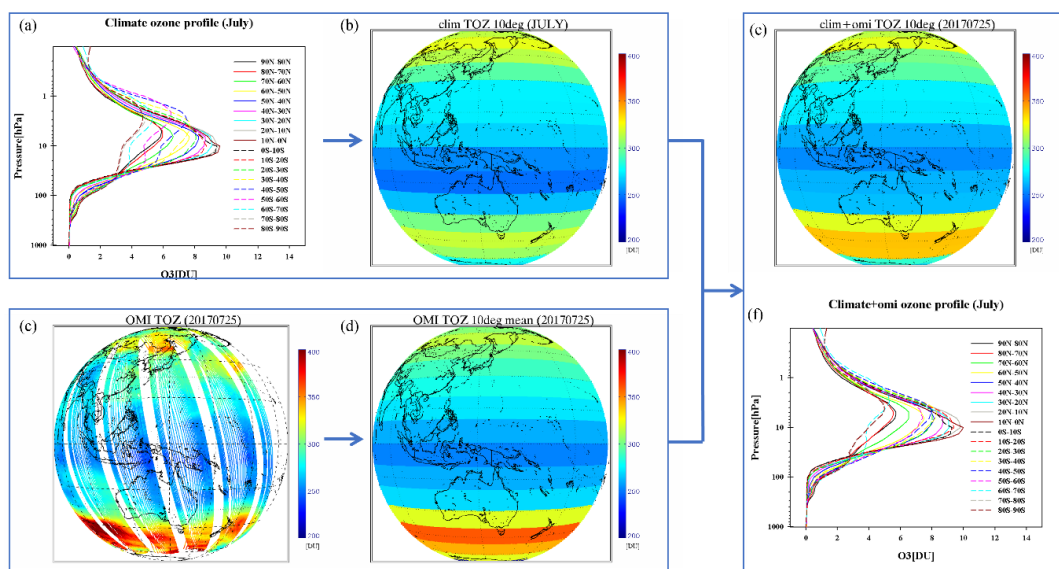 (a)
Climate ozone profile (July)
1
10
100
1000
Pressure[hPa]
0 2 4 6 8 10 12 14
O3[DU]
90N-80N
80N-70N
70N-60N
60N-50N
50N-40N
40N-30N
30N-20N
20N-10N
10N-0N
0S-10S
10S-20S
20S-30S
30S-40S
40S-50S
50S-60S
60S-70S
70S-80S
80S-90S
(b)
clim TOZ 10deg (JULY)
400
350
300
250
200
[DU]
(e)
clim+omi TOZ 10deg (20170725)
400
350
300
250
200
[DU]
(c)
OMI TOZ (20170725)
400
350
300
250
200
[DU]
(d)
OMI TOZ 10deg mean (20170725)
400
350
300
250
200
[DU]
Climate+omi ozone profile (July)
(f)
1
10
100
1000
Pressure[hPa]
0 2 4 6 8 10 12 14
O3[DU]
90N-80N
80N-70N
70N-60N
60N-50N
50N-40N
40N-30N
30N-20N
20N-10N
10N-0N
0S-10S
10S-20S
20S-30S
30S-40S
40S-50S
50S-60S
60S-70S
70S-80S
80S-90S